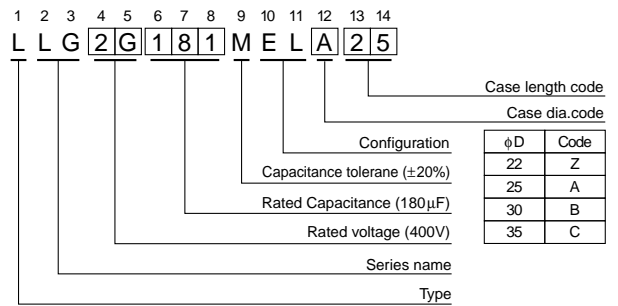 1 2 3 4 5 6 7 8 9 10 11 12 13 14
L L G 2 G 1 8 1 M E L A 2 5
Case length code
Case dia.code
Configuration
Capacitance tolerane (±20%)
Rated Capacitance (180µF)
Rated voltage (400V)
Series name
Type
ϕD Code
22 Z
25 A
30 B
35 C